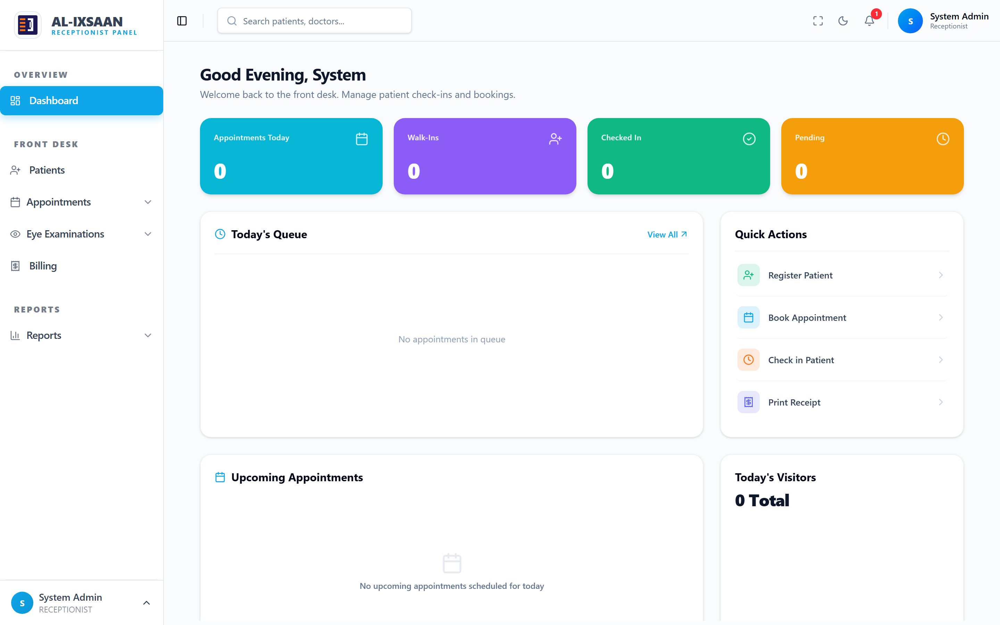 AL-IXSAAN
RECEPTIONIST PANEL
OVERVIEW
Dashboard
FRONT DESK
Patients
Appointments
Eye Examinations
Billing
REPORTS
Reports
S
System Admin
RECEPTIONIST
Search patients, doctors...
1
S
System Admin
Receptionist
Good Evening, System
Welcome back to the front desk. Manage patient check-ins and bookings.
Appointments Today
0
Walk-Ins
0
Checked In
0
Pending
0
Today's Queue
View All
No appointments in queue
Quick Actions
Register Patient
Book Appointment
Check in Patient
Print Receipt
Upcoming Appointments
No upcoming appointments scheduled for today
Today's Visitors
0 Total